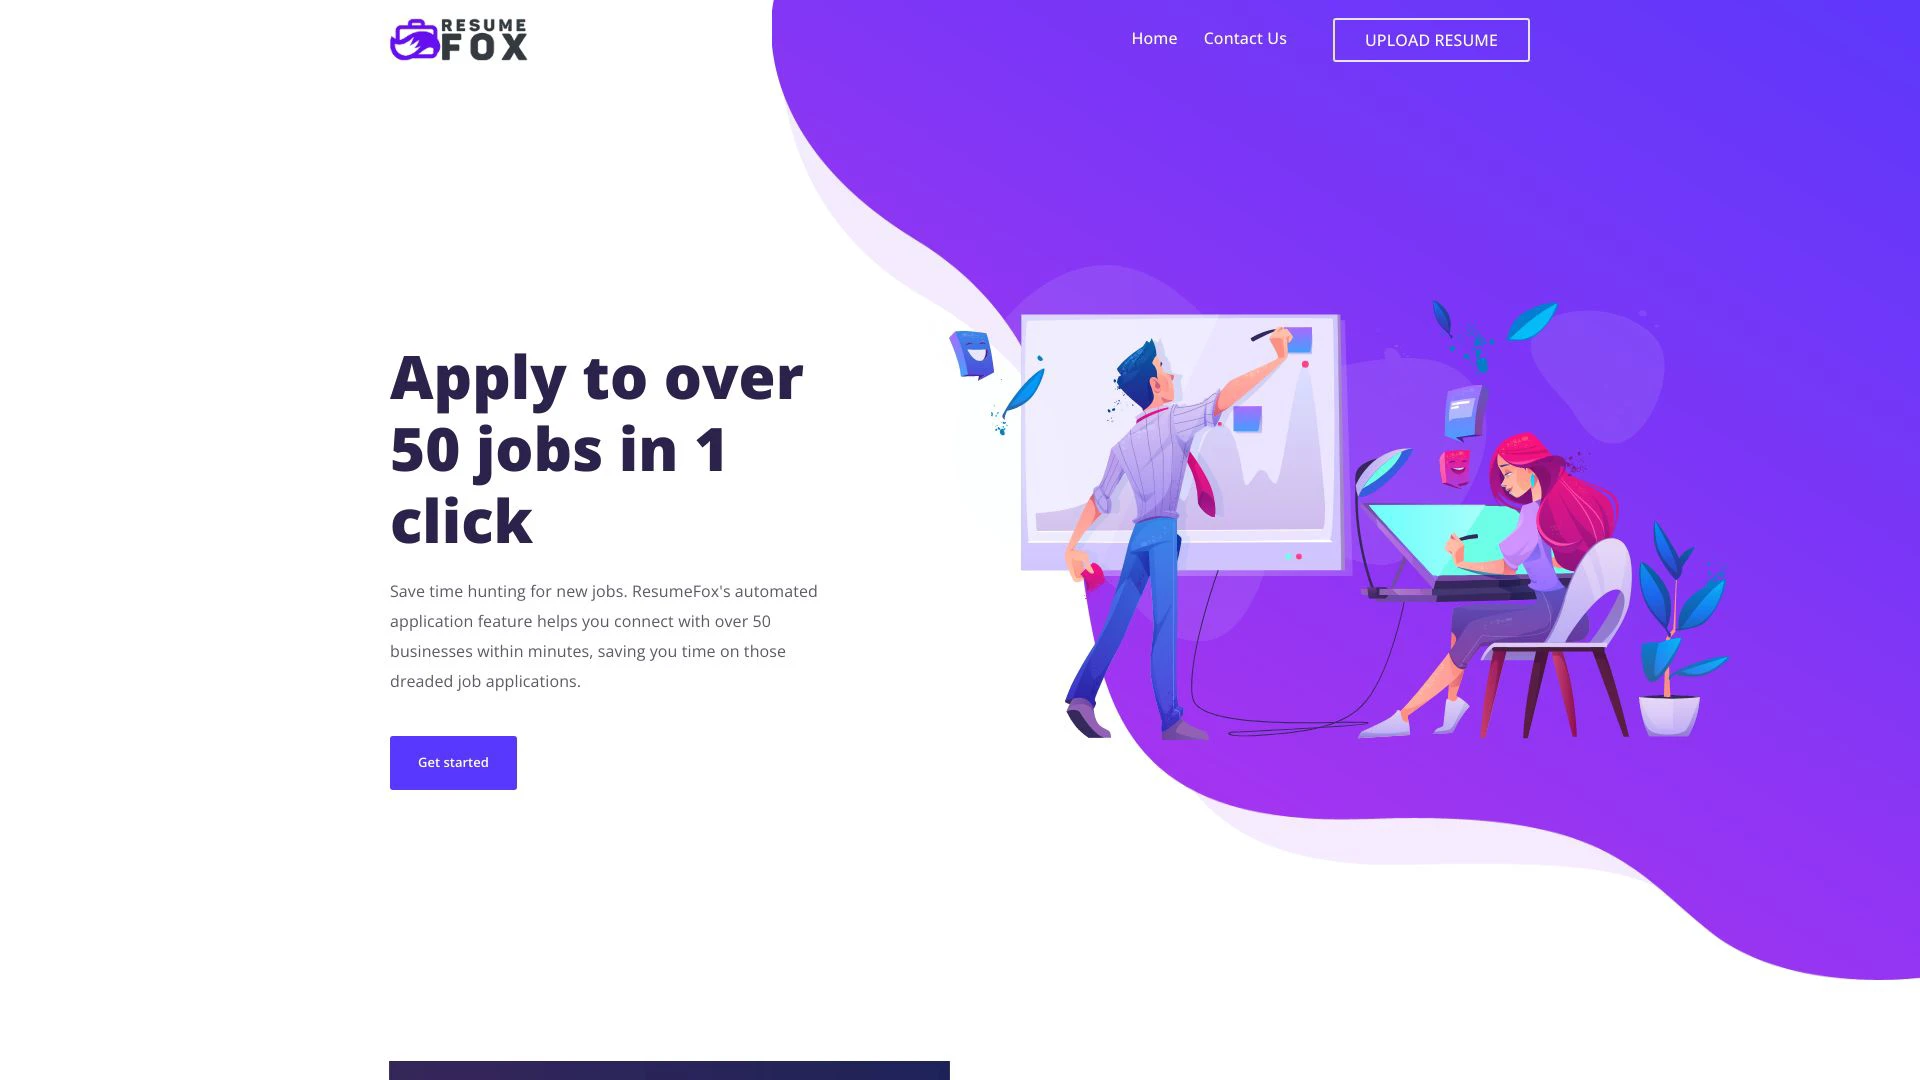 RESUME
FOX
Home
Contact Us
UPLOAD RESUME
Apply to over
50 jobs in 1
click
Save time hunting for new jobs. ResumeFox's automated
application feature helps you connect with over 50
businesses within minutes, saving you time on those
dreaded job applications.
Get started